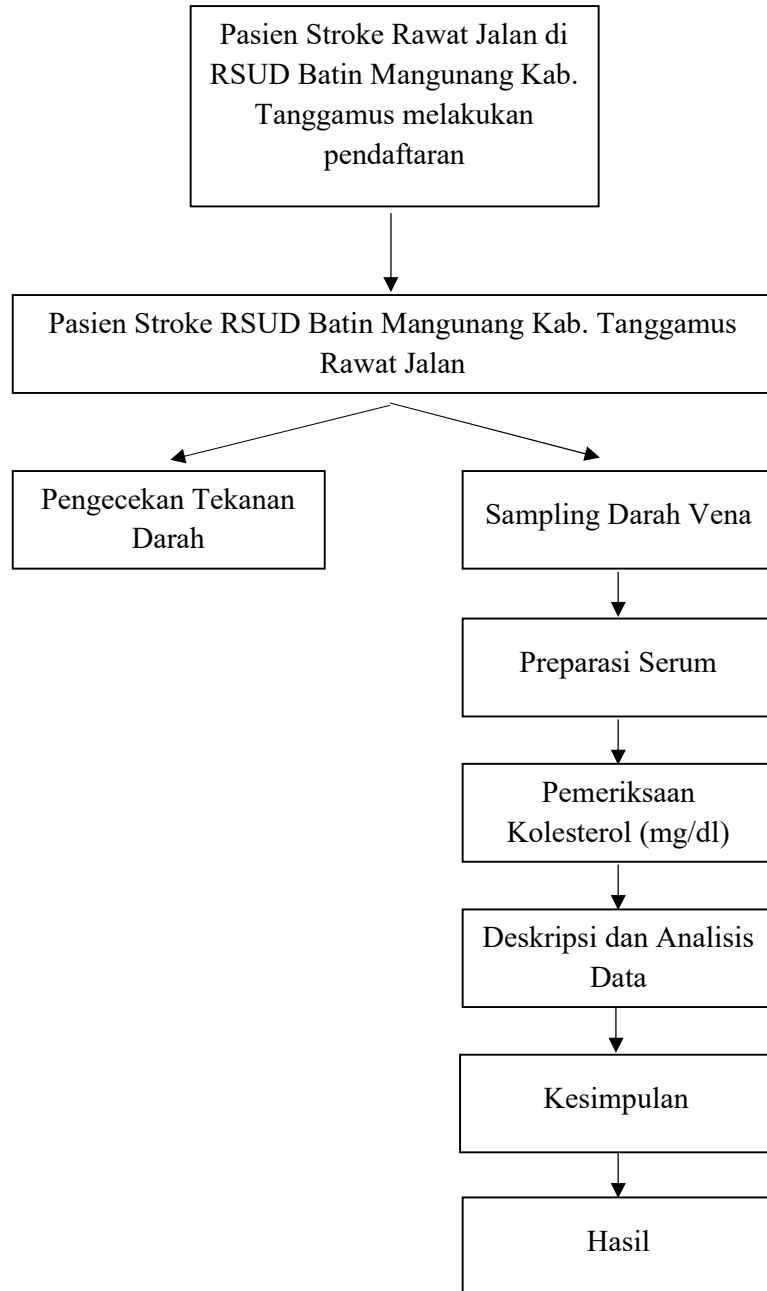 Pasien Stroke Rawat Jalan di
RSUD Batin Mangunang Kab.
Tanggamus melakukan
pendaftaran
Pasien Stroke RSUD Batin Mangunang Kab. Tanggamus
Rawat Jalan
Pengecekan Tekanan
Darah
Sampling Darah Vena
Preparasi Serum
Pemeriksaan
Kolesterol (mg/dl)
Deskripsi dan Analisis
Data
Kesimpulan
Hasil